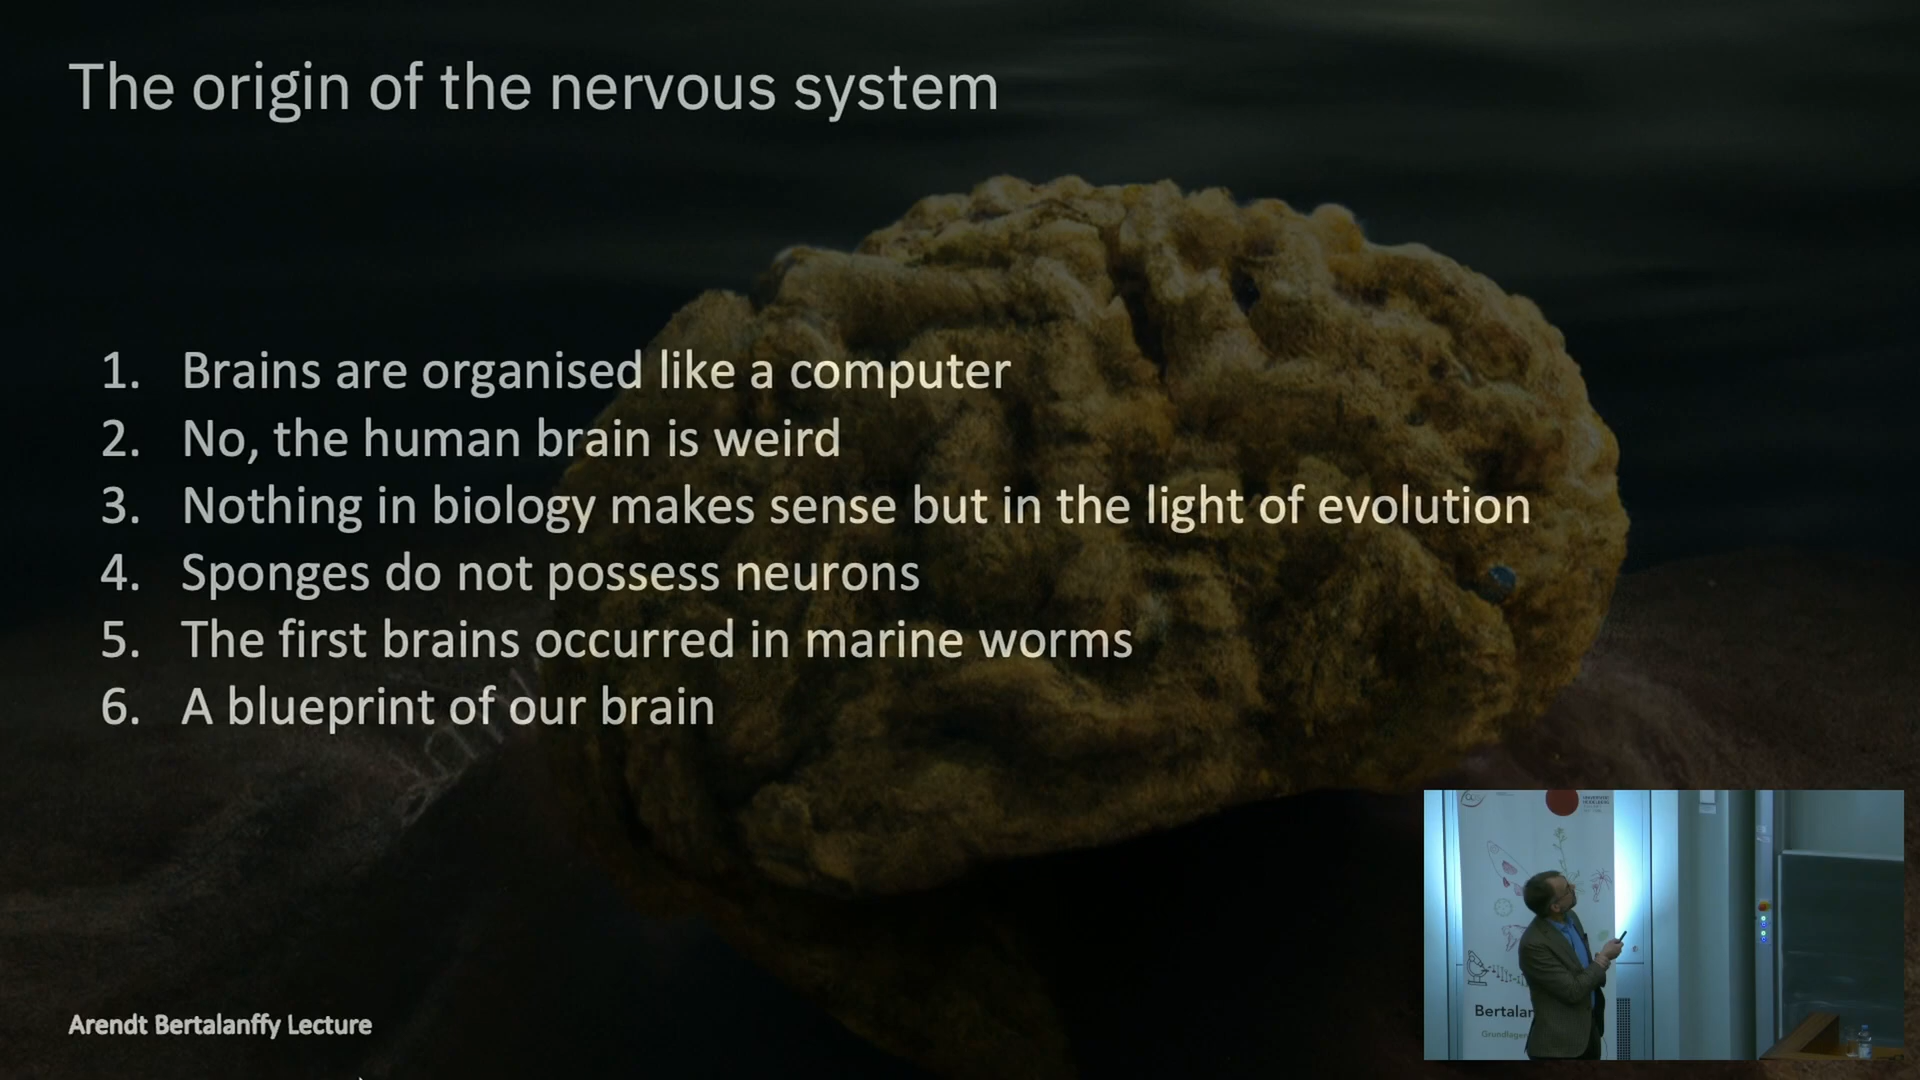 The origin of the nervous system
1. Brains are organised like a computer
2. No, the human brain is weird
3. Nothing in biology makes sense but in the light of evolution
4. Sponges do not possess neurons
5. The first brains occurred in marine worms
6. A blueprint of our brain
Arendt Bertalanffy Lecture
Bertalan
Grundlagen